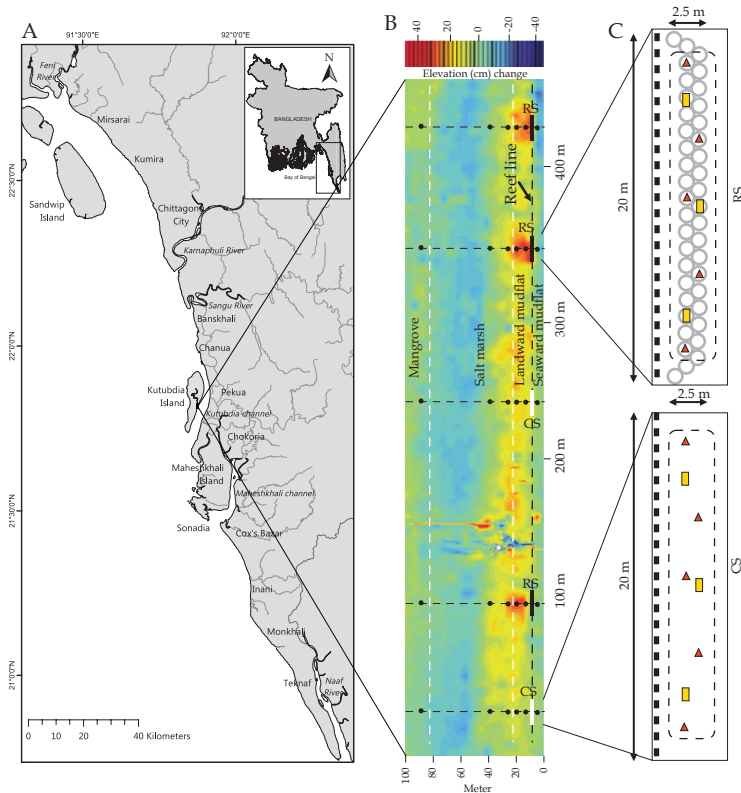 A
91°30'0"E
92°0'0"E
22°30'0"N
22°0'0"N
21°30'0"N
21°0'0"N
N
BANGLADESH
Bay of Bengal
Feni
River
Mirsarai
Kumira
Sandwip
Island
Chittagon
City
Karnaphuli River
Sangu River
Banskhali
Chanua
Kutubdia
Island
Pekua
Kutubdia channel
Chokoria
Maheshkhali
Island
Maheshkhali channel
Sonadia
Cox's Bazar
Inani
Monkhali
Teknaf
Naaf
River
0 10 20 40 Kilometers
B
40 20 0 -20 -40
Elevation (cm) change
RS
Reef line
RS
Mangrove
Salt marsh
Landward mudflat
Seaward mudflat
CS
RS
CS
400 m
300 m
200 m
100 m
100 80 60 40 20 0
Meter
C
2.5 m
20 m
RS
2.5 m
20 m
CS